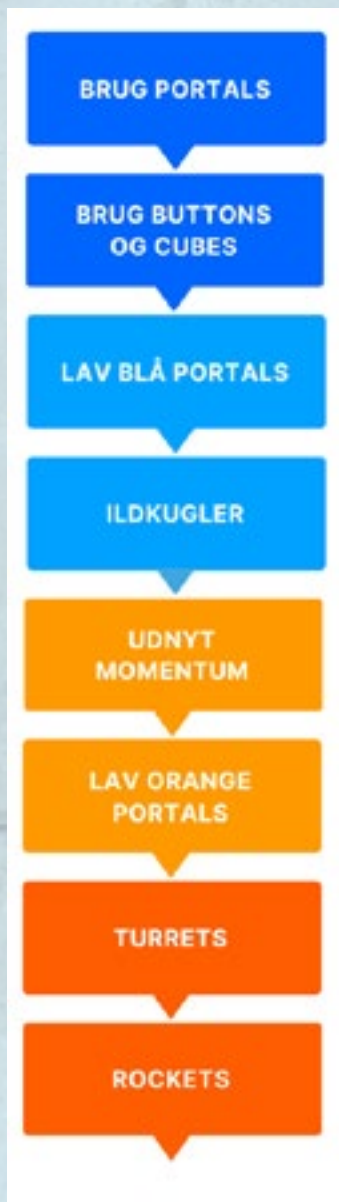 BRUG PORTALS
BRUG BUTTONS
OG CUBES
LAV BLÅ PORTALS
ILDKUGLER
UDNYT
MOMENTUM
LAV ORANGE
PORTALS
TURRETS
ROCKETS